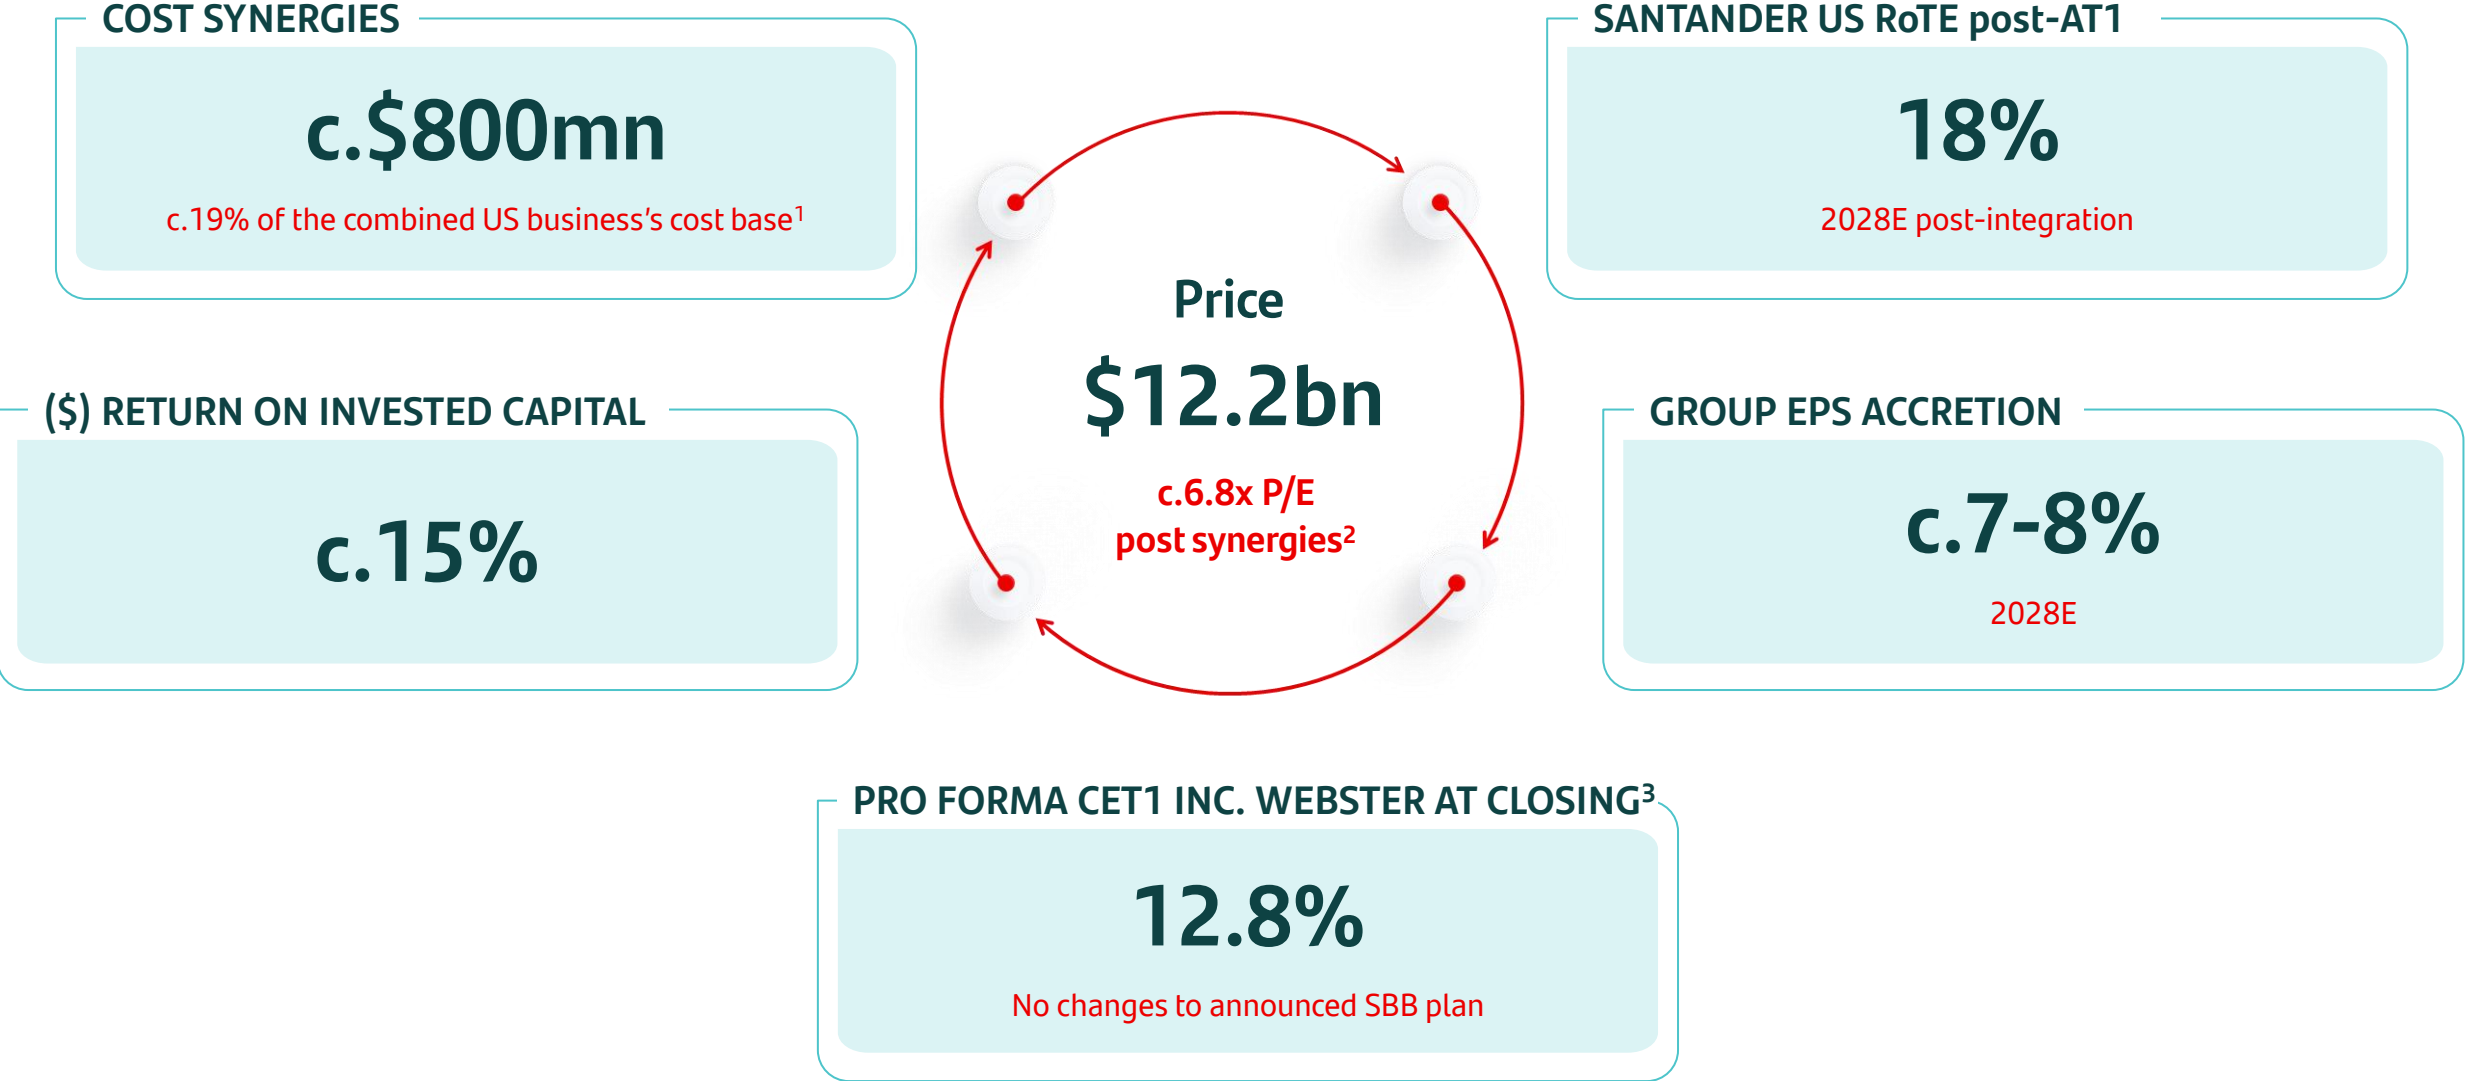 COST SYNERGIES
c.$800mn
c.19% of the combined US business’s cost base¹
SANTANDER US RoTE post-AT1
18%
2028E post-integration
Price
$12.2bn
c.6.8x P/E
post synergies²
($) RETURN ON INVESTED CAPITAL
c.15%
GROUP EPS ACCRETION
c.7-8%
2028E
PRO FORMA CET1 INC. WEBSTER AT CLOSING³
12.8%
No changes to announced SBB plan